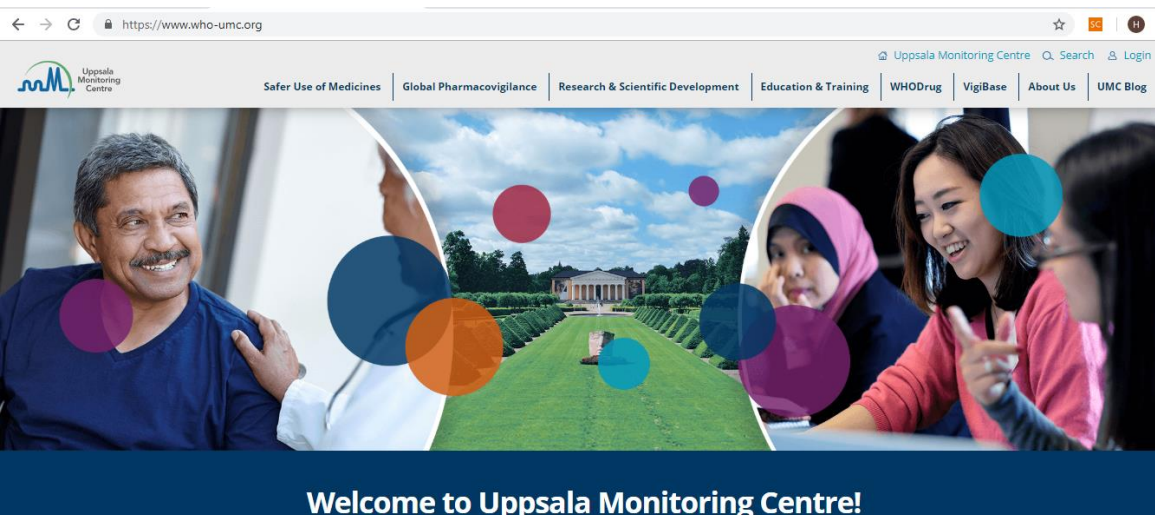 https://www.who-umc.org
SC
H
Uppsala Monitoring Centre Search Login
Uppsala
Monitoring
Centre
Safer Use of Medicines Global Pharmacovigilance Research & Scientific Development Education & Training WHODrug VigiBase About Us UMC Blog
Welcome to Uppsala Monitoring Centre!